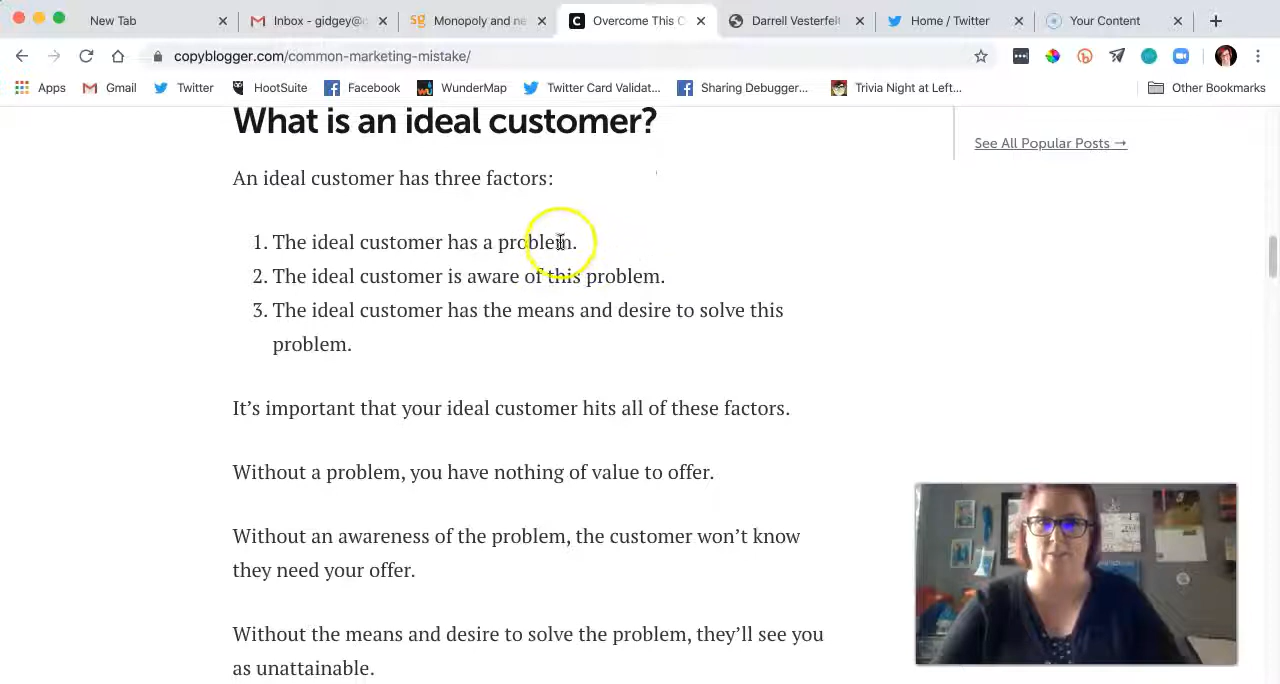 New Tab
Inbox - gidgey@
Monopoly and ne
Overcome This C
Darrell Vesterfel
Home / Twitter
Your Content
copyblogger.com/common-marketing-mistake/
Apps Gmail Twitter HootSuite Facebook WunderMap Twitter Card Validat... Sharing Debugger... Trivia Night at Left... Other Bookmarks
What is an ideal customer?
See All Popular Posts →
An ideal customer has three factors:
1. The ideal customer has a problem.
2. The ideal customer is aware of this problem.
3. The ideal customer has the means and desire to solve this
problem.
It’s important that your ideal customer hits all of these factors.
Without a problem, you have nothing of value to offer.
Without an awareness of the problem, the customer won’t know
they need your offer.
Without the means and desire to solve the problem, they’ll see you
as unattainable.